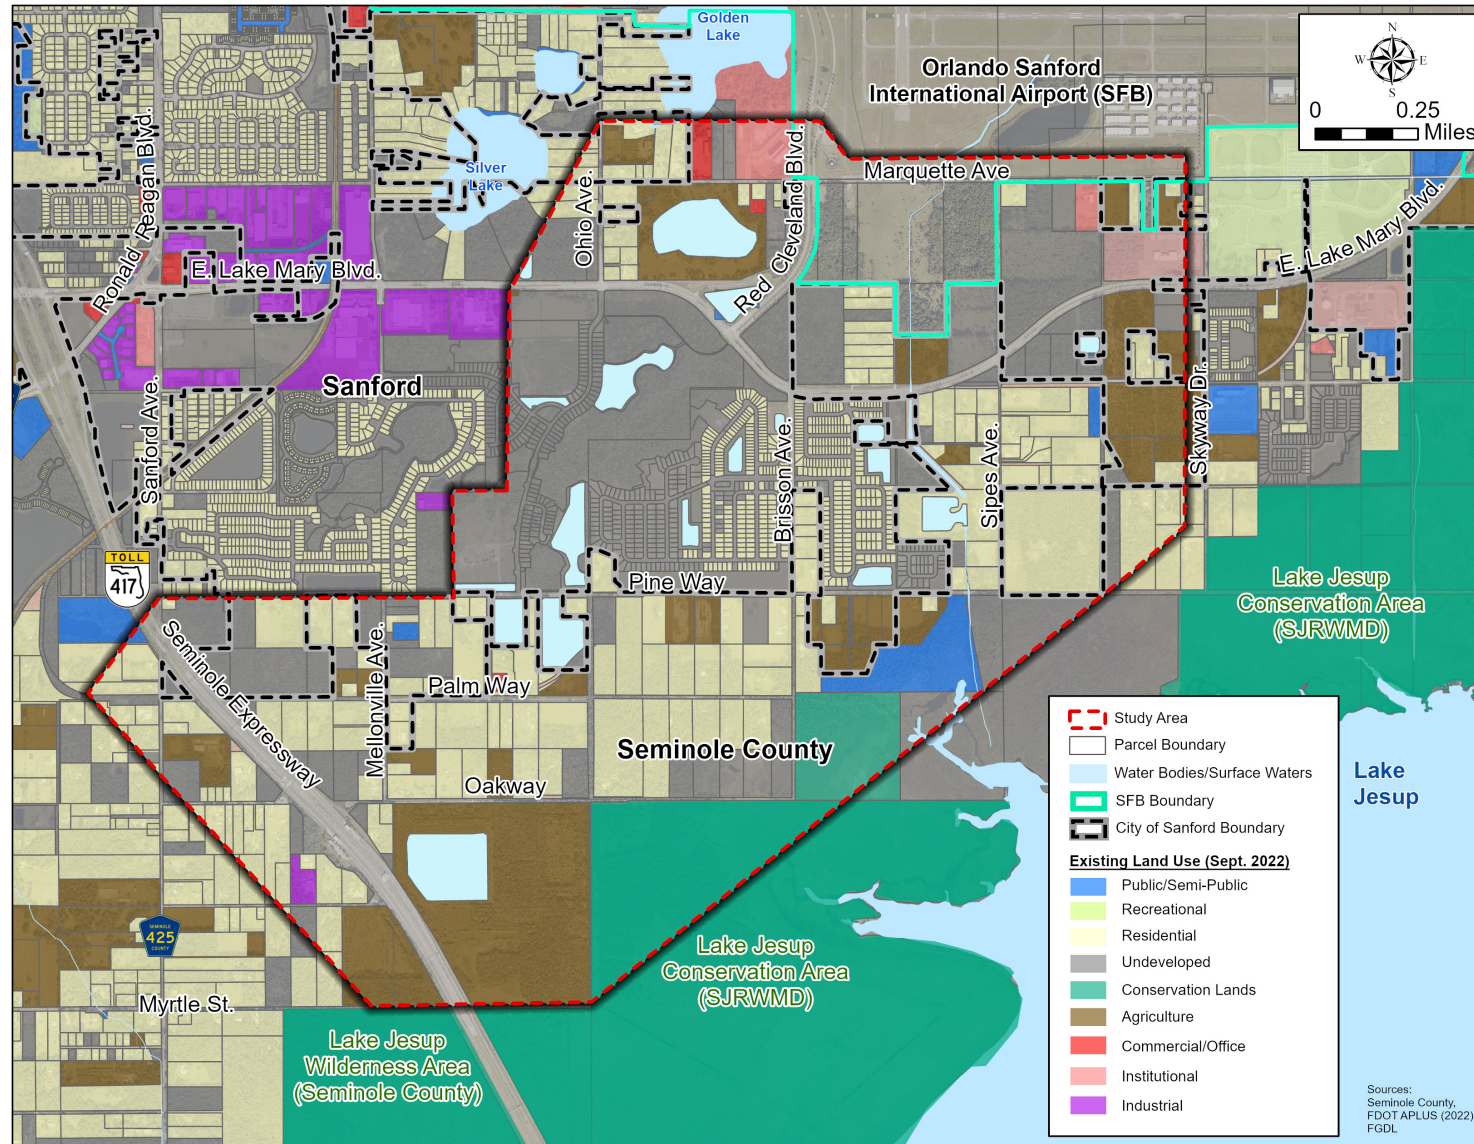 Golden
Lake
Orlando Sanford
International Airport (SFB)
N
W
E
S
0
0.25
Miles
Ronald Reagan Blvd.
Silver
Lake
Ohio Ave.
Red Cleveland Blvd.
Marquette Ave
E. Lake Mary Blvd.
E. Lake Mary Blvd.
Sanford
Sanford Ave.
Brisson Ave.
Sipes Ave.
Skyway Dr.
TOLL
417
Pine Way
Lake Jesup
Conservation Area
(SJRWMD)
Seminole Expressway
Mellonville Ave.
Palm Way
Seminole County
Oakway
Lake
Jesup
SEMINOLE
425
COUNTY
Myrtle St.
Lake Jesup
Conservation Area
(SJRWMD)
Lake Jesup
Wilderness Area
(Seminole County)
Study Area
Parcel Boundary
Water Bodies/Surface Waters
SFB Boundary
City of Sanford Boundary
Existing Land Use (Sept. 2022)
Public/Semi-Public
Recreational
Residential
Undeveloped
Conservation Lands
Agriculture
Commercial/Office
Institutional
Industrial
Sources:
Seminole County,
FDOT APLUS (2022)
FGDL